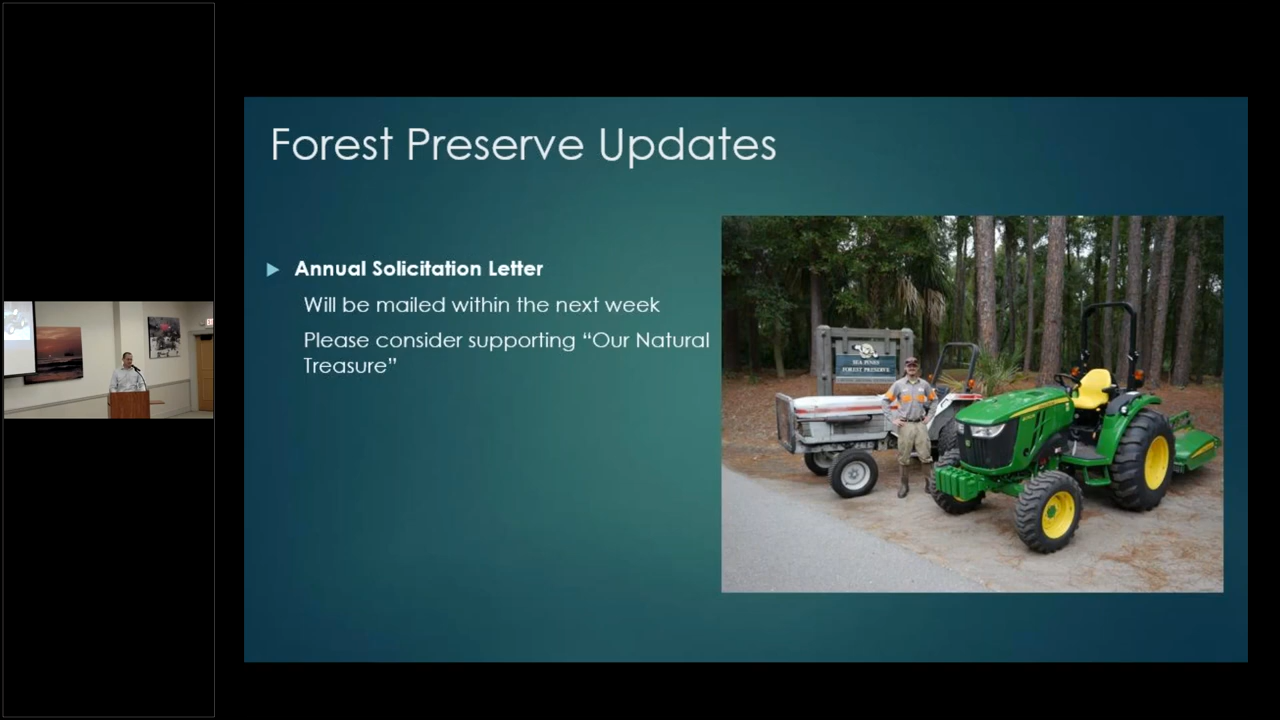 Forest Preserve Updates
Annual Solicitation Letter
Will be mailed within the next week
Please consider supporting “Our Natural
Treasure”
SEA PINES
FOREST PRESERVE